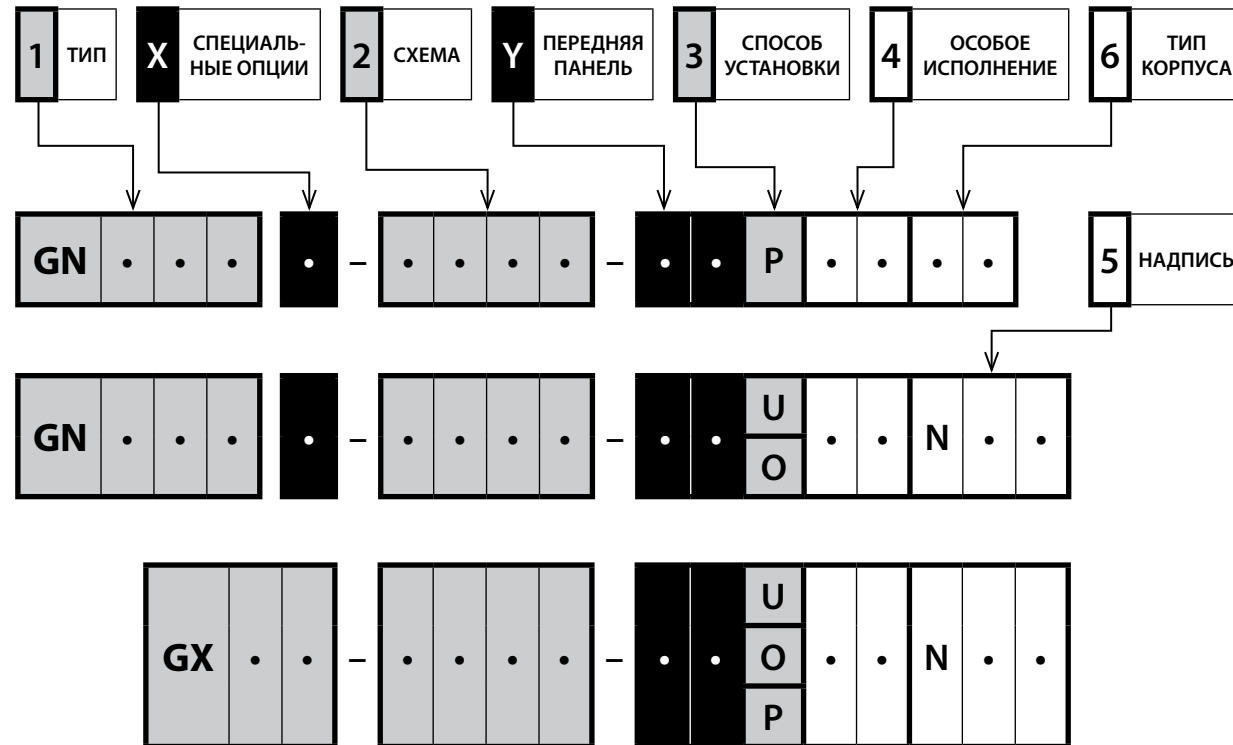 1 ТИП
X СПЕЦИАЛЬ-
НЫЕ ОПЦИИ
2 СХЕМА
Y ПЕРЕДНЯЯ
ПАНЕЛЬ
3 СПОСОБ
УСТАНОВКИ
4 ОСОБОЕ
ИСПОЛНЕНИЕ
6 ТИП
КОРПУСА
GN • • • • – • • • • – • • P • • • •
5 НАДПИСЬ
GN • • • • – • • • • – • • U • • N • •
O
GX • • – • • • • – • • U • • N • •
O
P